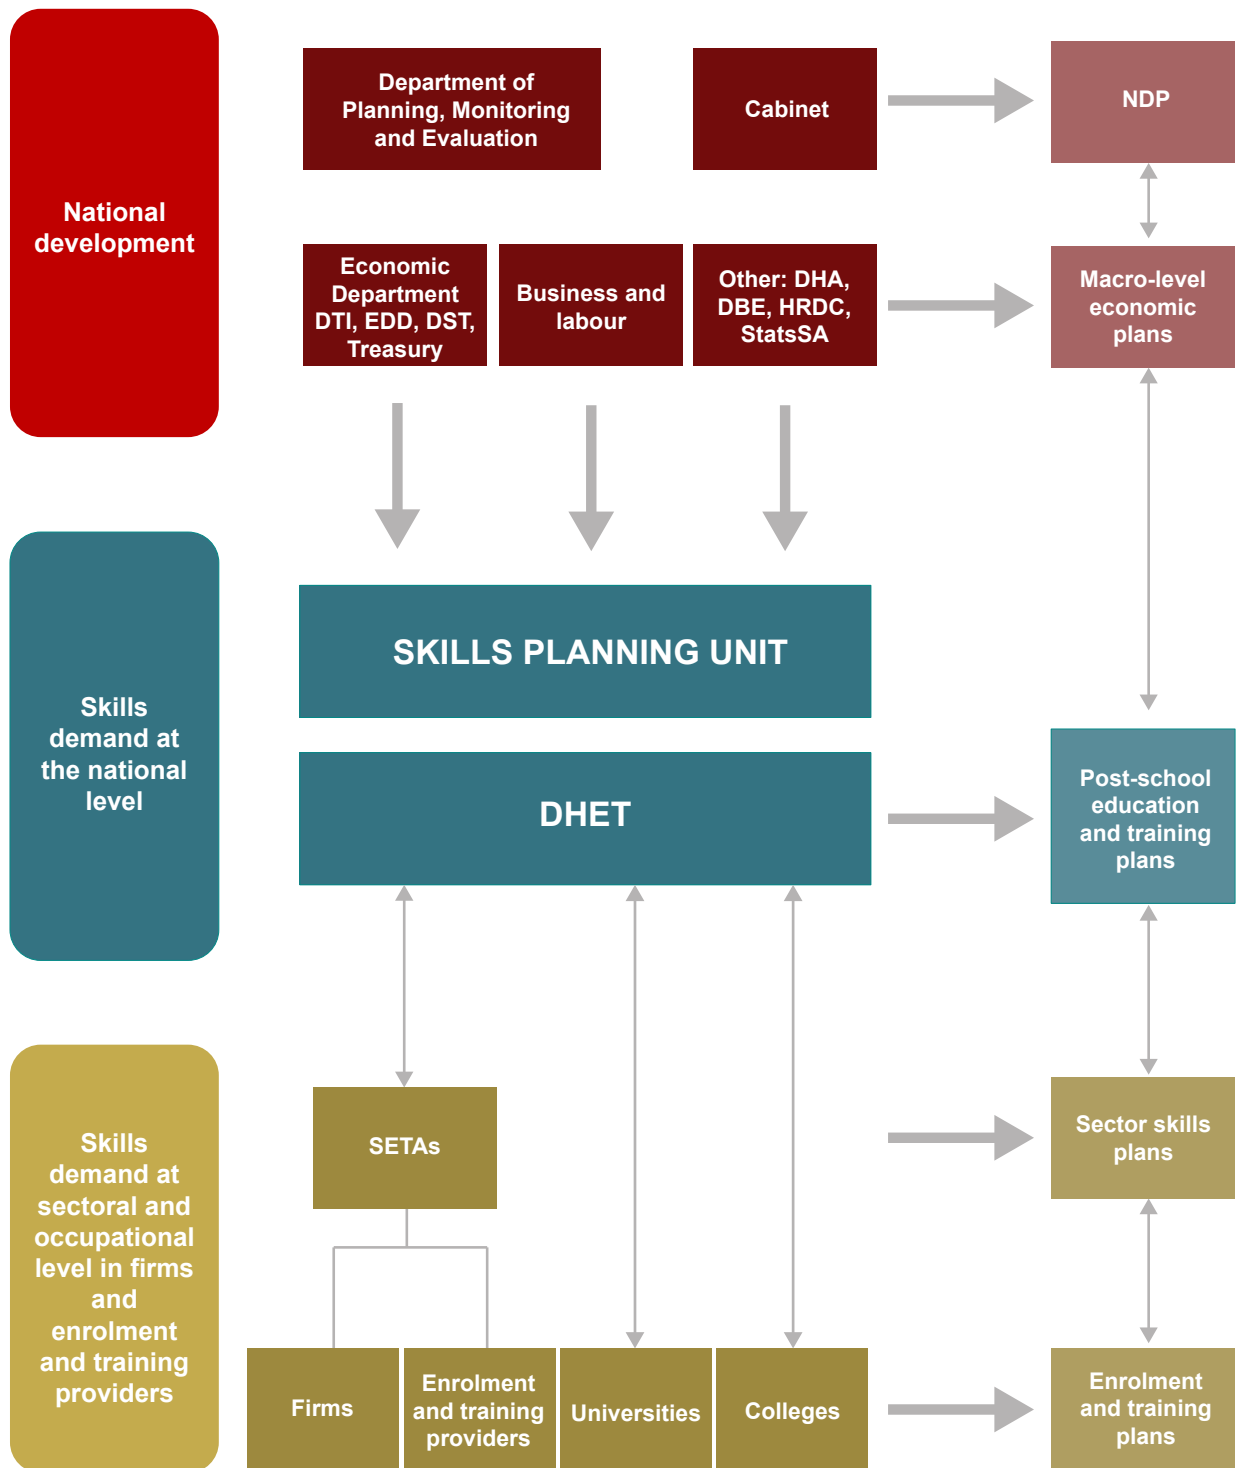 National
development
Department of
Planning, Monitoring
and Evaluation
Cabinet
NDP
Economic
Department
DTI, EDD, DST,
Treasury
Business and
labour
Other: DHA,
DBE, HRDC,
StatsSA
Macro-level
economic
plans
Skills
demand at
the national
level
SKILLS PLANNING UNIT
DHET
Post-school
education
and training
plans
Skills
demand at
sectoral and
occupational
level in firms
and
enrolment
and training
providers
SETAs
Sector skills
plans
Firms
Enrolment
and training
providers
Universities
Colleges
Enrolment
and training
plans